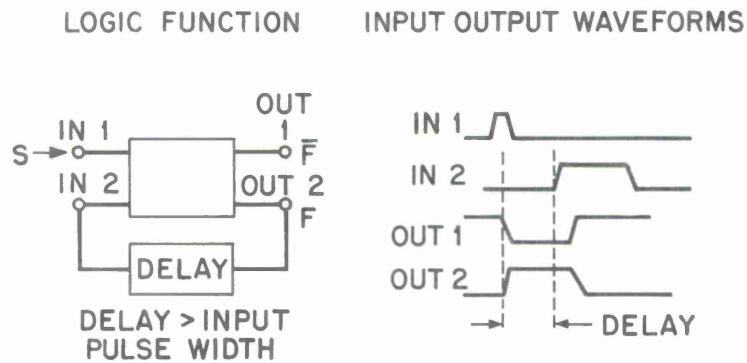 LOGIC FUNCTION
INPUT OUTPUT WAVEFORMS
OUT
1
IN 1
S
F̅
IN 2
OUT 2
F
DELAY
DELAY > INPUT
PULSE WIDTH
IN 1
IN 2
OUT 1
OUT 2
DELAY